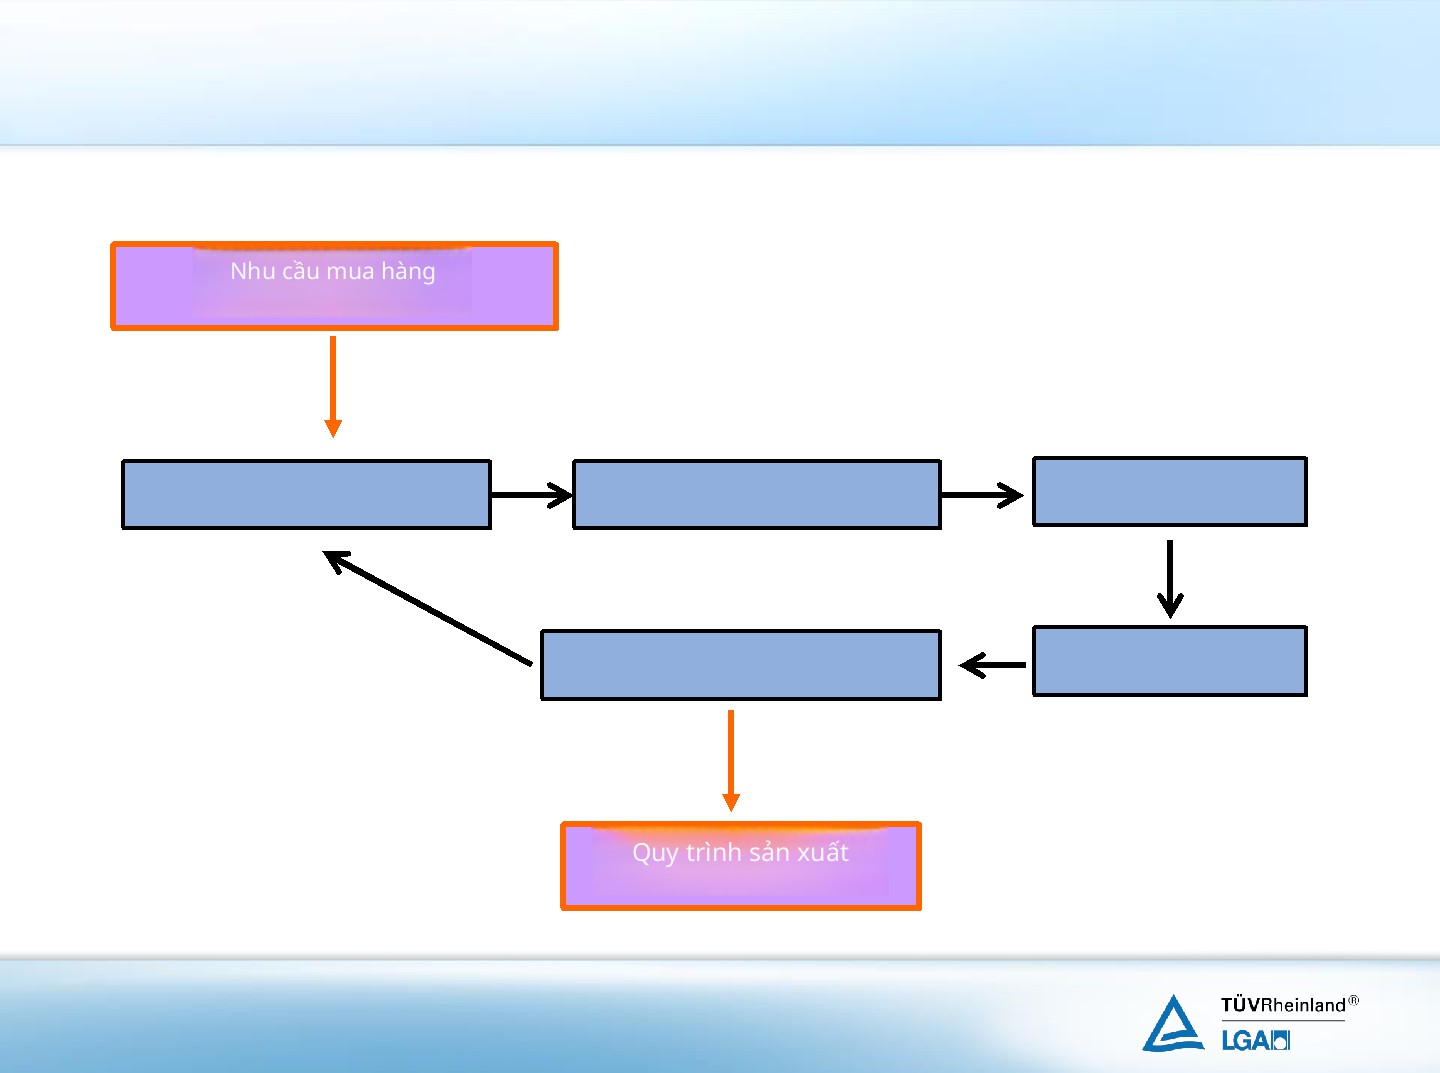 Nhu cầu mua hàng
Quy trình sản xuất
TÜVRheinland®
LGA